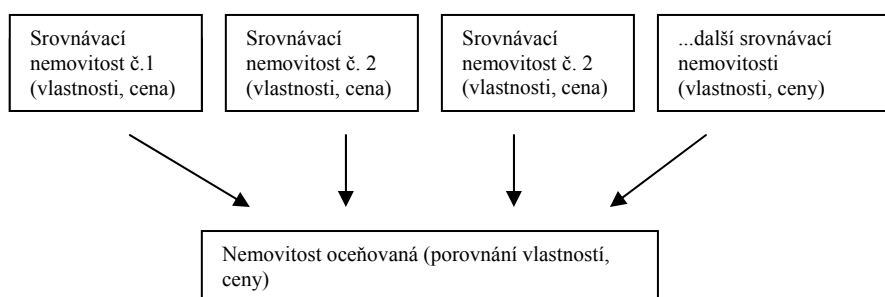 Srovnávací
nemovitost č.1
(vlastnosti, cena)
Srovnávací
nemovitost č. 2
(vlastnosti, cena)
Srovnávací
nemovitost č. 2
(vlastnosti, cena)
...další srovnávací
nemovitosti
(vlastnosti, ceny)
Nemovitost oceňovaná (porovnání vlastností,
ceny)